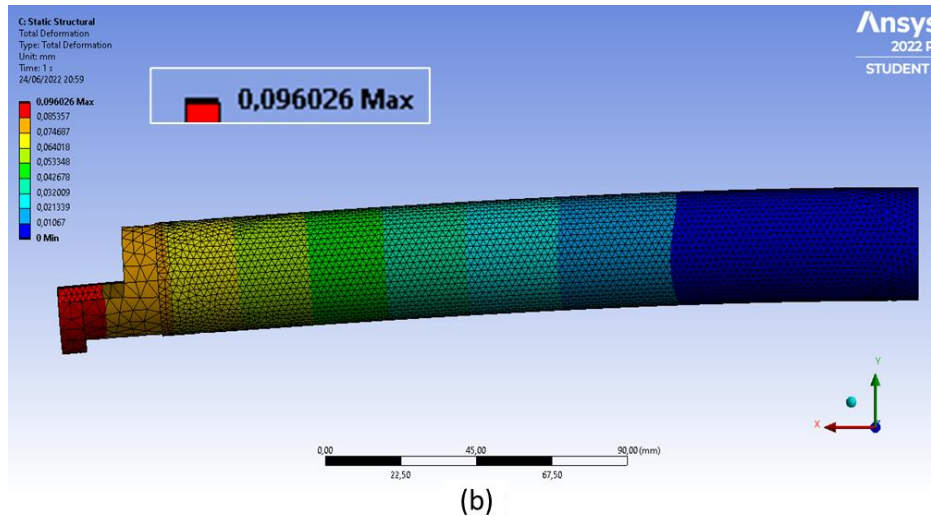 C: Static Structural
Total Deformation
Type: Total Deformation
Unit: mm
Time: 1 s
24/06/2022 20:59
0,096026 Max
0,085357
0,074687
0,064018
0,053348
0,042678
0,032009
0,021339
0,01067
0 Min
0,096026 Max
Ansys
2022 R
STUDENT
Y
X
0,00
45,00
90,00 (mm)
22,50
67,50
(b)